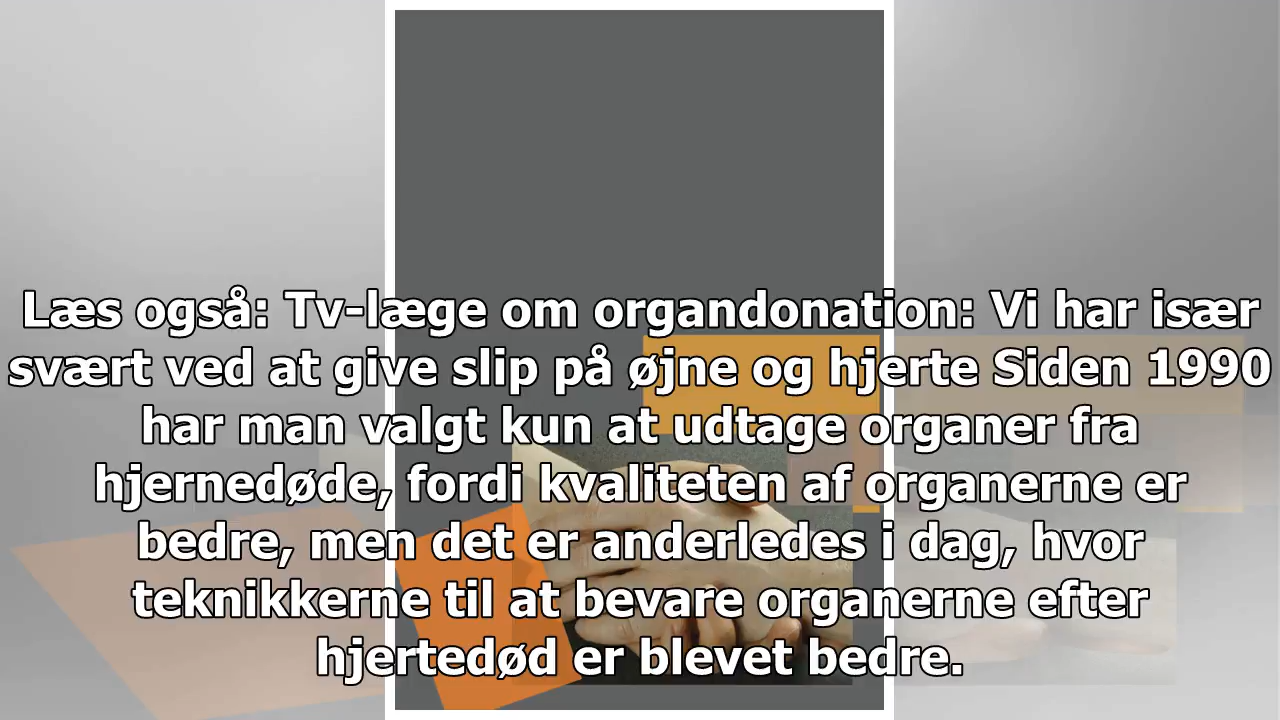 Læs også: Tv-læge om organdonation: Vi har især
svært ved at give slip på øjne og hjerte Siden 1990
har man valgt kun at udtage organer fra
hjernedøde, fordi kvaliteten af organerne er
bedre, men det er anderledes i dag, hvor
teknikkerne til at bevare organerne efter
hjertedød er blevet bedre.